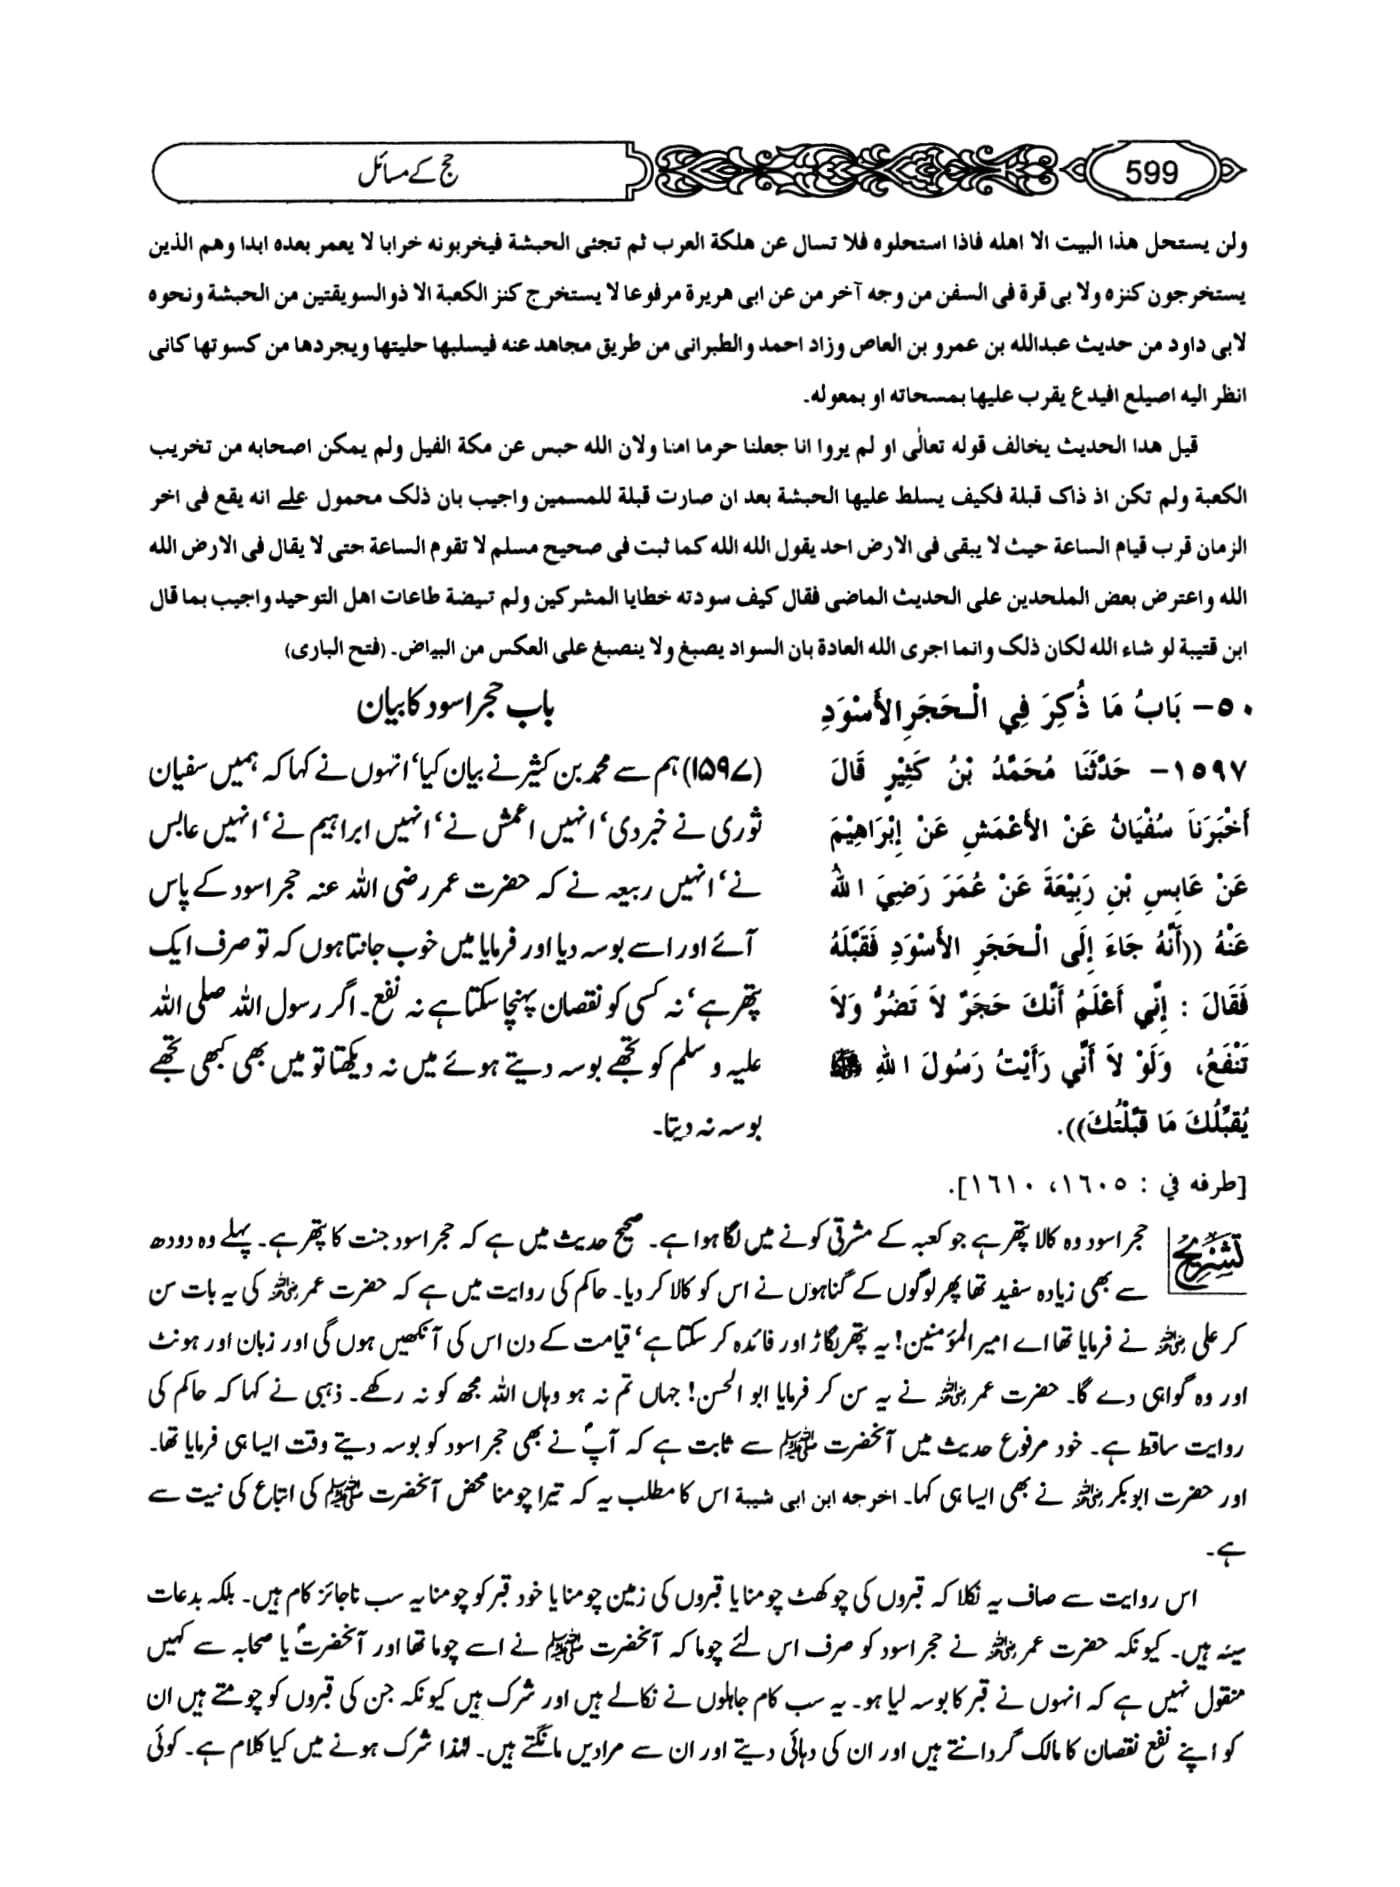 599
حج کے مسائل
ولن يستحل هذا البيت الا اهله فاذا استحلوه فلا تسال عن هلكة العرب ثم تجئى الحبشة فيخربونه خرابا لا يعمر بعده ابدا وهم الذين
يستخرجون كنزه ولا بى قرة فى السفن من وجه آخر من عن ابى هريرة مرفوعا لا يستخرج كنز الكعبة الا ذوالسويقتين من الحبشة ونحوه
لابى داود من حديث عبدالله بن عمرو بن العاص وزاد احمد والطبرانى من طريق مجاهد عنه فيسلبها حليتها ويجردها من كسوتها كانى
انظر اليه اصيلع افيدع يقرب عليها بمسحاته او بمعوله۔
قيل هدا الحديث يخالف قوله تعالٰى او لم يروا انا جعلنا حرما امنا ولان الله حبس عن مكة الفيل ولم يمكن اصحابه من تخريب
الكعبة ولم تكن اذ ذاک قبلة فكيف يسلط عليها الحبشة بعد ان صارت قبلة للمسمين واجيب بان ذلک محمول علے انه يقع فى اخر
الزمان قرب قيام الساعة حيث لا يبقى فى الارض احد يقول الله الله كما ثبت فى صحيح مسلم لا تقوم الساعة حتى لا يقال فى الارض الله
الله واعترض بعض الملحدين على الحديث الماضى فقال كيف سودته خطايا المشركين ولم تبيضة طاعات اهل التوحيد واجيب بما قال
ابن قتيبة لو شاء الله لكان ذلک وانما اجرى الله العادة بان السواد يصبغ ولا ينصبغ على العكس من البياض۔ (فتح البارى)
٥٠- بَابُ مَا ذُكِرَ فِي الْحَجَرِ الأَسْوَدِ
١٥٩٧- حَدَّثَنَا مُحَمَّدُ بْنُ كَثِيْرٍ قَالَ
أَخْبَرَنَا سُفْيَانُ عَنْ الأَعْمَشِ عَنْ إِبْرَاهِيْمَ
عَنْ عَابِسِ بْنِ رَبِيْعَةَ عَنْ عُمَرَ رَضِيَ اللهُ
عَنْهُ ((أَنَّهُ جَاءَ إِلَى الْحَجَرِ الأَسْوَدِ فَقَبَّلَهُ
فَقَالَ : إِنِّي أَعْلَمُ أَنَّكَ حَجَرٌ لاَ تَضُرُّ وَلاَ
تَنْفَعُ، وَلَوْ لاَ أَنِّي رَأَيْتُ رَسُولَ اللهِ ﷺ
يُقَبِّلُكَ مَا قَبَّلْتُكَ)).
[طرفه في : ١٦٠٥، ١٦١٠].
باب حجر اسود کا بیان
(۱۵۹۷) ہم سے محمد بن کثیر نے بیان کیا‘ انہوں نے کہا کہ ہمیں سفیان
ثوری نے خبر دی‘ انہیں اعمش نے‘ انہیں ابراہیم نے‘ انہیں عابس
نے‘ انہیں ربیعہ نے کہ حضرت عمر رضی اللہ عنہ حجر اسود کے پاس
آئے اور اسے بوسہ دیا اور فرمایا میں خوب جانتا ہوں کہ تو صرف ایک
پتھر ہے‘ نہ کسی کو نقصان پہنچا سکتا ہے نہ نفع۔ اگر رسول اللہ صلی اللہ
علیہ وسلم کو تجھے بوسہ دیتے ہوئے میں نہ دیکھتا تو میں بھی کبھی تجھے
بوسہ نہ دیتا۔
تشریح
حجر اسود وہ کالا پتھر ہے جو کعبہ کے مشرقی کونے میں لگا ہوا ہے۔ صحیح حدیث میں ہے کہ حجر اسود جنت کا پتھر ہے۔ پہلے وہ دودھ
سے بھی زیادہ سفید تھا پھر لوگوں کے گناہوں نے اس کو کالا کر دیا۔ حاکم کی روایت میں ہے کہ حضرت عمر رضی اللہ عنہ کی یہ بات سن
کر علی رضی اللہ عنہ نے فرمایا تھا اے امیر المؤمنین! یہ پتھر بگاڑ اور فائدہ کر سکتا ہے‘ قیامت کے دن اس کی آنکھیں ہوں گی اور زبان اور ہونٹ
اور وہ گواہی دے گا۔ حضرت عمر رضی اللہ عنہ نے یہ سن کر فرمایا ابو الحسن! جہاں تم نہ ہو وہاں اللہ مجھ کو نہ رکھے۔ ذہبی نے کہا کہ حاکم کی
روایت ساقط ہے۔ خود مرفوع حدیث میں آنحضرت ﷺ سے ثابت ہے کہ آپؐ نے بھی حجر اسود کو بوسہ دیتے وقت ایسا ہی فرمایا تھا۔
اور حضرت ابوبکر رضی اللہ عنہ نے بھی ایسا ہی کہا۔ اخرجه ابن ابی شیبة اس کا مطلب یہ کہ تیرا چومنا محض آنحضرت ﷺ کی اتباع کی نیت سے
ہے۔
اس روایت سے صاف یہ نکلا کہ قبروں کی چوکھٹ چومنا یا قبروں کی زمین چومنا یا خود قبر کو چومنا یہ سب ناجائز کام ہیں۔ بلکہ بدعات
سیئہ ہیں۔ کیونکہ حضرت عمر رضی اللہ عنہ نے حجر اسود کو صرف اس لئے چوما کہ آنحضرت ﷺ نے اسے چوما تھا اور آنحضرتؐ یا صحابہ سے کہیں
منقول نہیں ہے کہ انہوں نے قبر کا بوسہ لیا ہو۔ یہ سب کام جاہلوں نے نکالے ہیں اور شرک ہیں کیونکہ جن کی قبروں کو چومتے ہیں ان
کو اپنے نفع نقصان کا مالک گردانتے ہیں اور ان کی دہائی دیتے اور ان سے مرادیں مانگتے ہیں۔ لہٰذا شرک ہونے میں کیا کلام ہے۔ کوئی